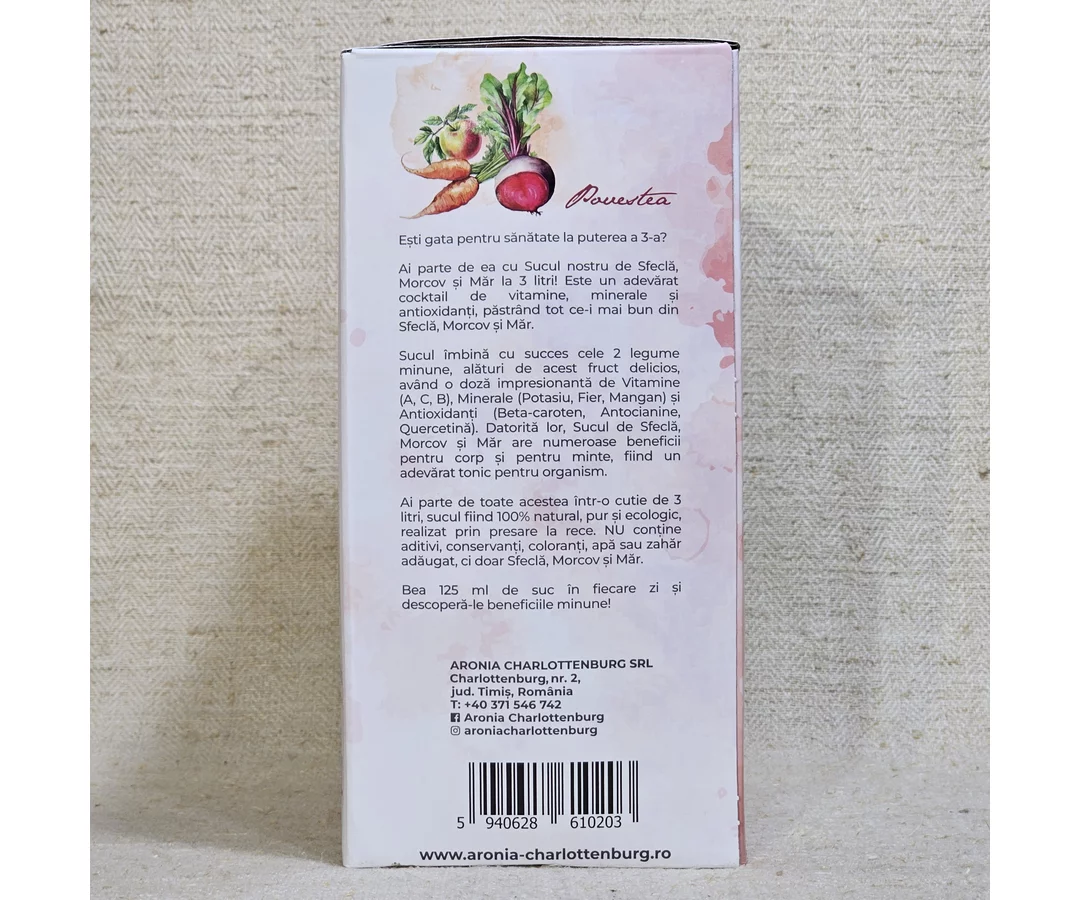 Povestea
Ești gata pentru sănătate la puterea a 3-a?
Ai parte de ea cu Sucul nostru de Sfeclă,
Morcov și Măr la 3 litri! Este un adevărat
cocktail de vitamine, minerale și
antioxidanți, păstrând tot ce-i mai bun din
Sfeclă, Morcov și Măr.
Sucul îmbină cu succes cele 2 legume
minune, alături de acest fruct delicios,
având o doză impresionantă de Vitamine
(A, C, B), Minerale (Potasiu, Fier, Mangan) și
Antioxidanți (Beta-caroten, Antocianine,
Quercetină). Datorită lor, Sucul de Sfeclă,
Morcov și Măr are numeroase beneficii
pentru corp și pentru minte, fiind un
adevărat tonic pentru organism.
Ai parte de toate acestea într-o cutie de 3
litri, sucul fiind 100% natural, pur și ecologic,
realizat prin presare la rece. NU conține
aditivi, conservanți, coloranți, apă sau zahăr
adăugat, ci doar Sfeclă, Morcov și Măr.
Bea 125 ml de suc în fiecare zi și
descoperă-le beneficiile minune!
ARONIA CHARLOTTENBURG SRL
Charlottenburg, nr. 2,
jud. Timiș, România
T: +40 371 546 742
Aronia Charlottenburg
aroniacharlottenburg
5 940628 610203
www.aronia-charlottenburg.ro